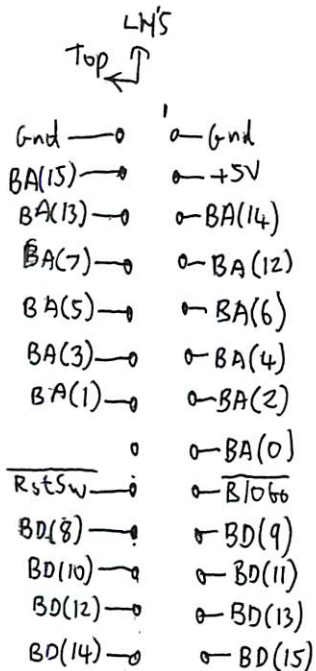 LM'S
Top
1
Gnd Gnd
BA(15) +5V
BA(13) BA(14)
BA(7) BA(12)
BA(5) BA(6)
BA(3) BA(4)
BA(1) BA(2)
BA(0)
RstSw BIOGo
BD(8) BD(9)
BD(10) BD(11)
BD(12) BD(13)
BD(14) BD(15)